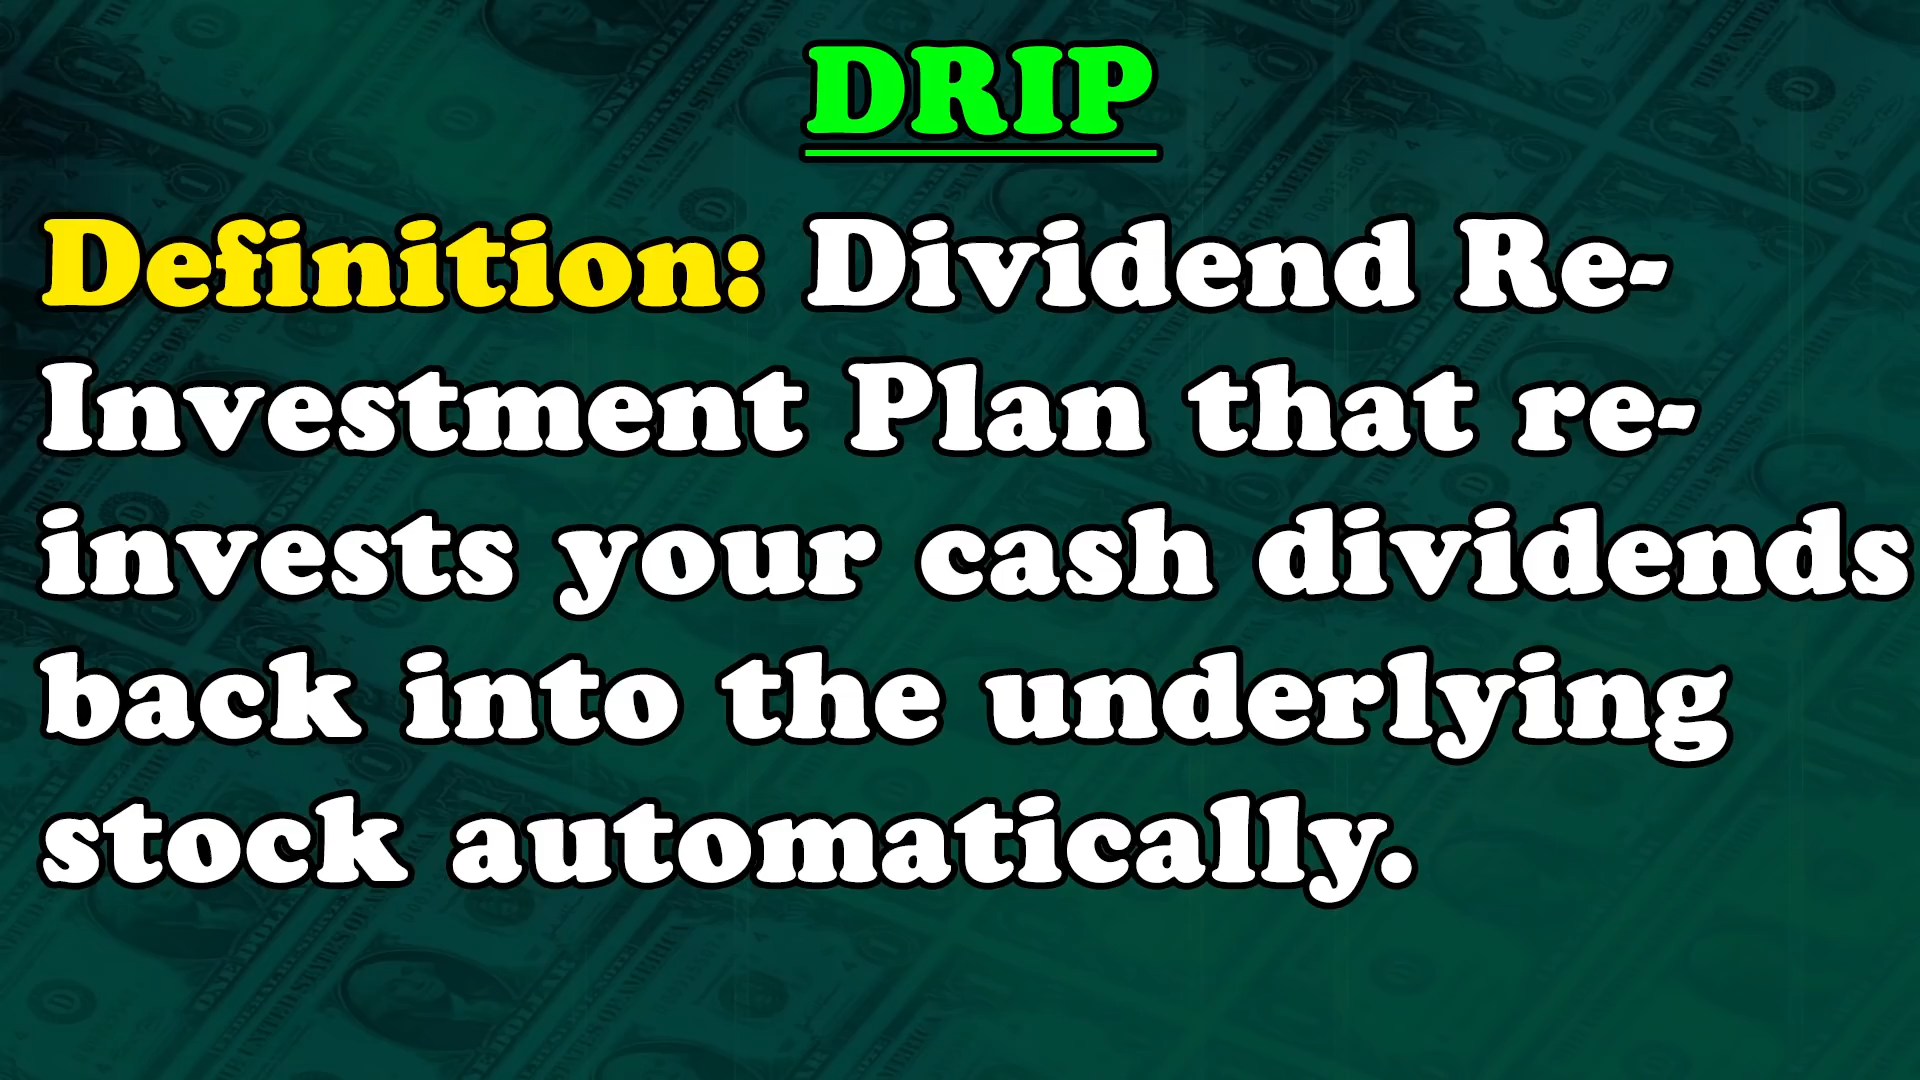 DRIP
Definition: Dividend Re-
Investment Plan that re-
invests your cash dividends
back into the underlying
stock automatically.